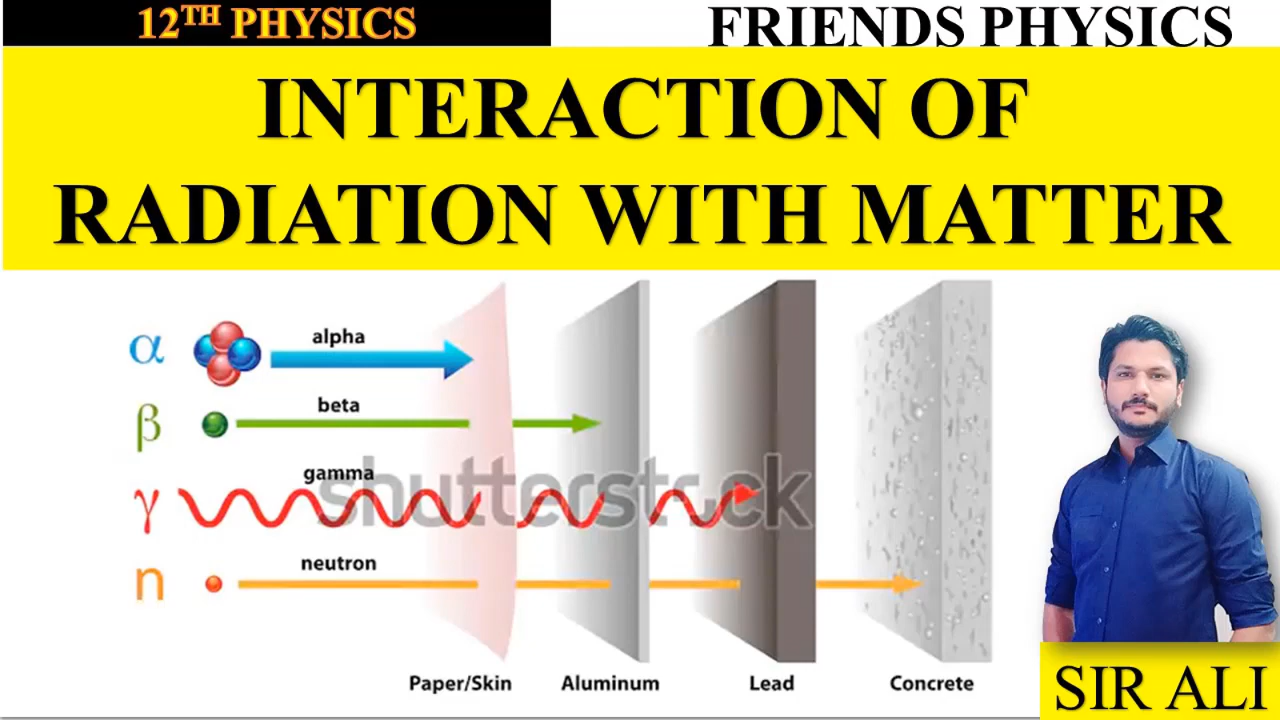 12TH PHYSICS
FRIENDS PHYSICS
INTERACTION OF
RADIATION WITH MATTER
α
alpha
β
beta
γ
gamma
shutterstock
n
neutron
Paper/Skin
Aluminum
Lead
Concrete
SIR ALI